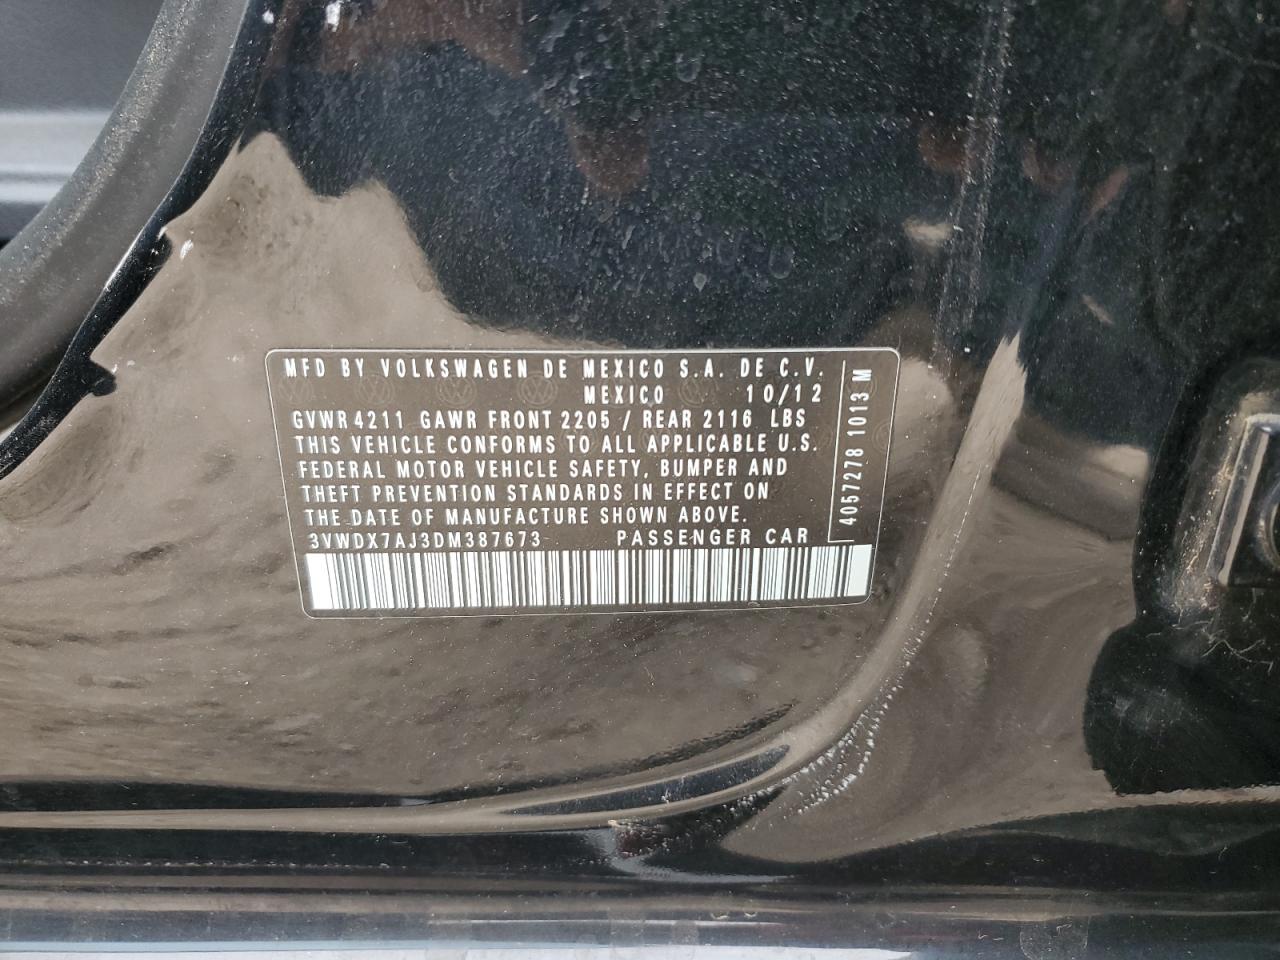 MFD BY VOLKSWAGEN DE MEXICO S.A. DE C.V.
MEXICO 10/12
GVWR 4211 GAWR FRONT 2205 / REAR 2116 LBS
THIS VEHICLE CONFORMS TO ALL APPLICABLE U.S.
FEDERAL MOTOR VEHICLE SAFETY, BUMPER AND
THEFT PREVENTION STANDARDS IN EFFECT ON
THE DATE OF MANUFACTURE SHOWN ABOVE.
3VWDX7AJ3DM387673 PASSENGER CAR
4057278 1013 M